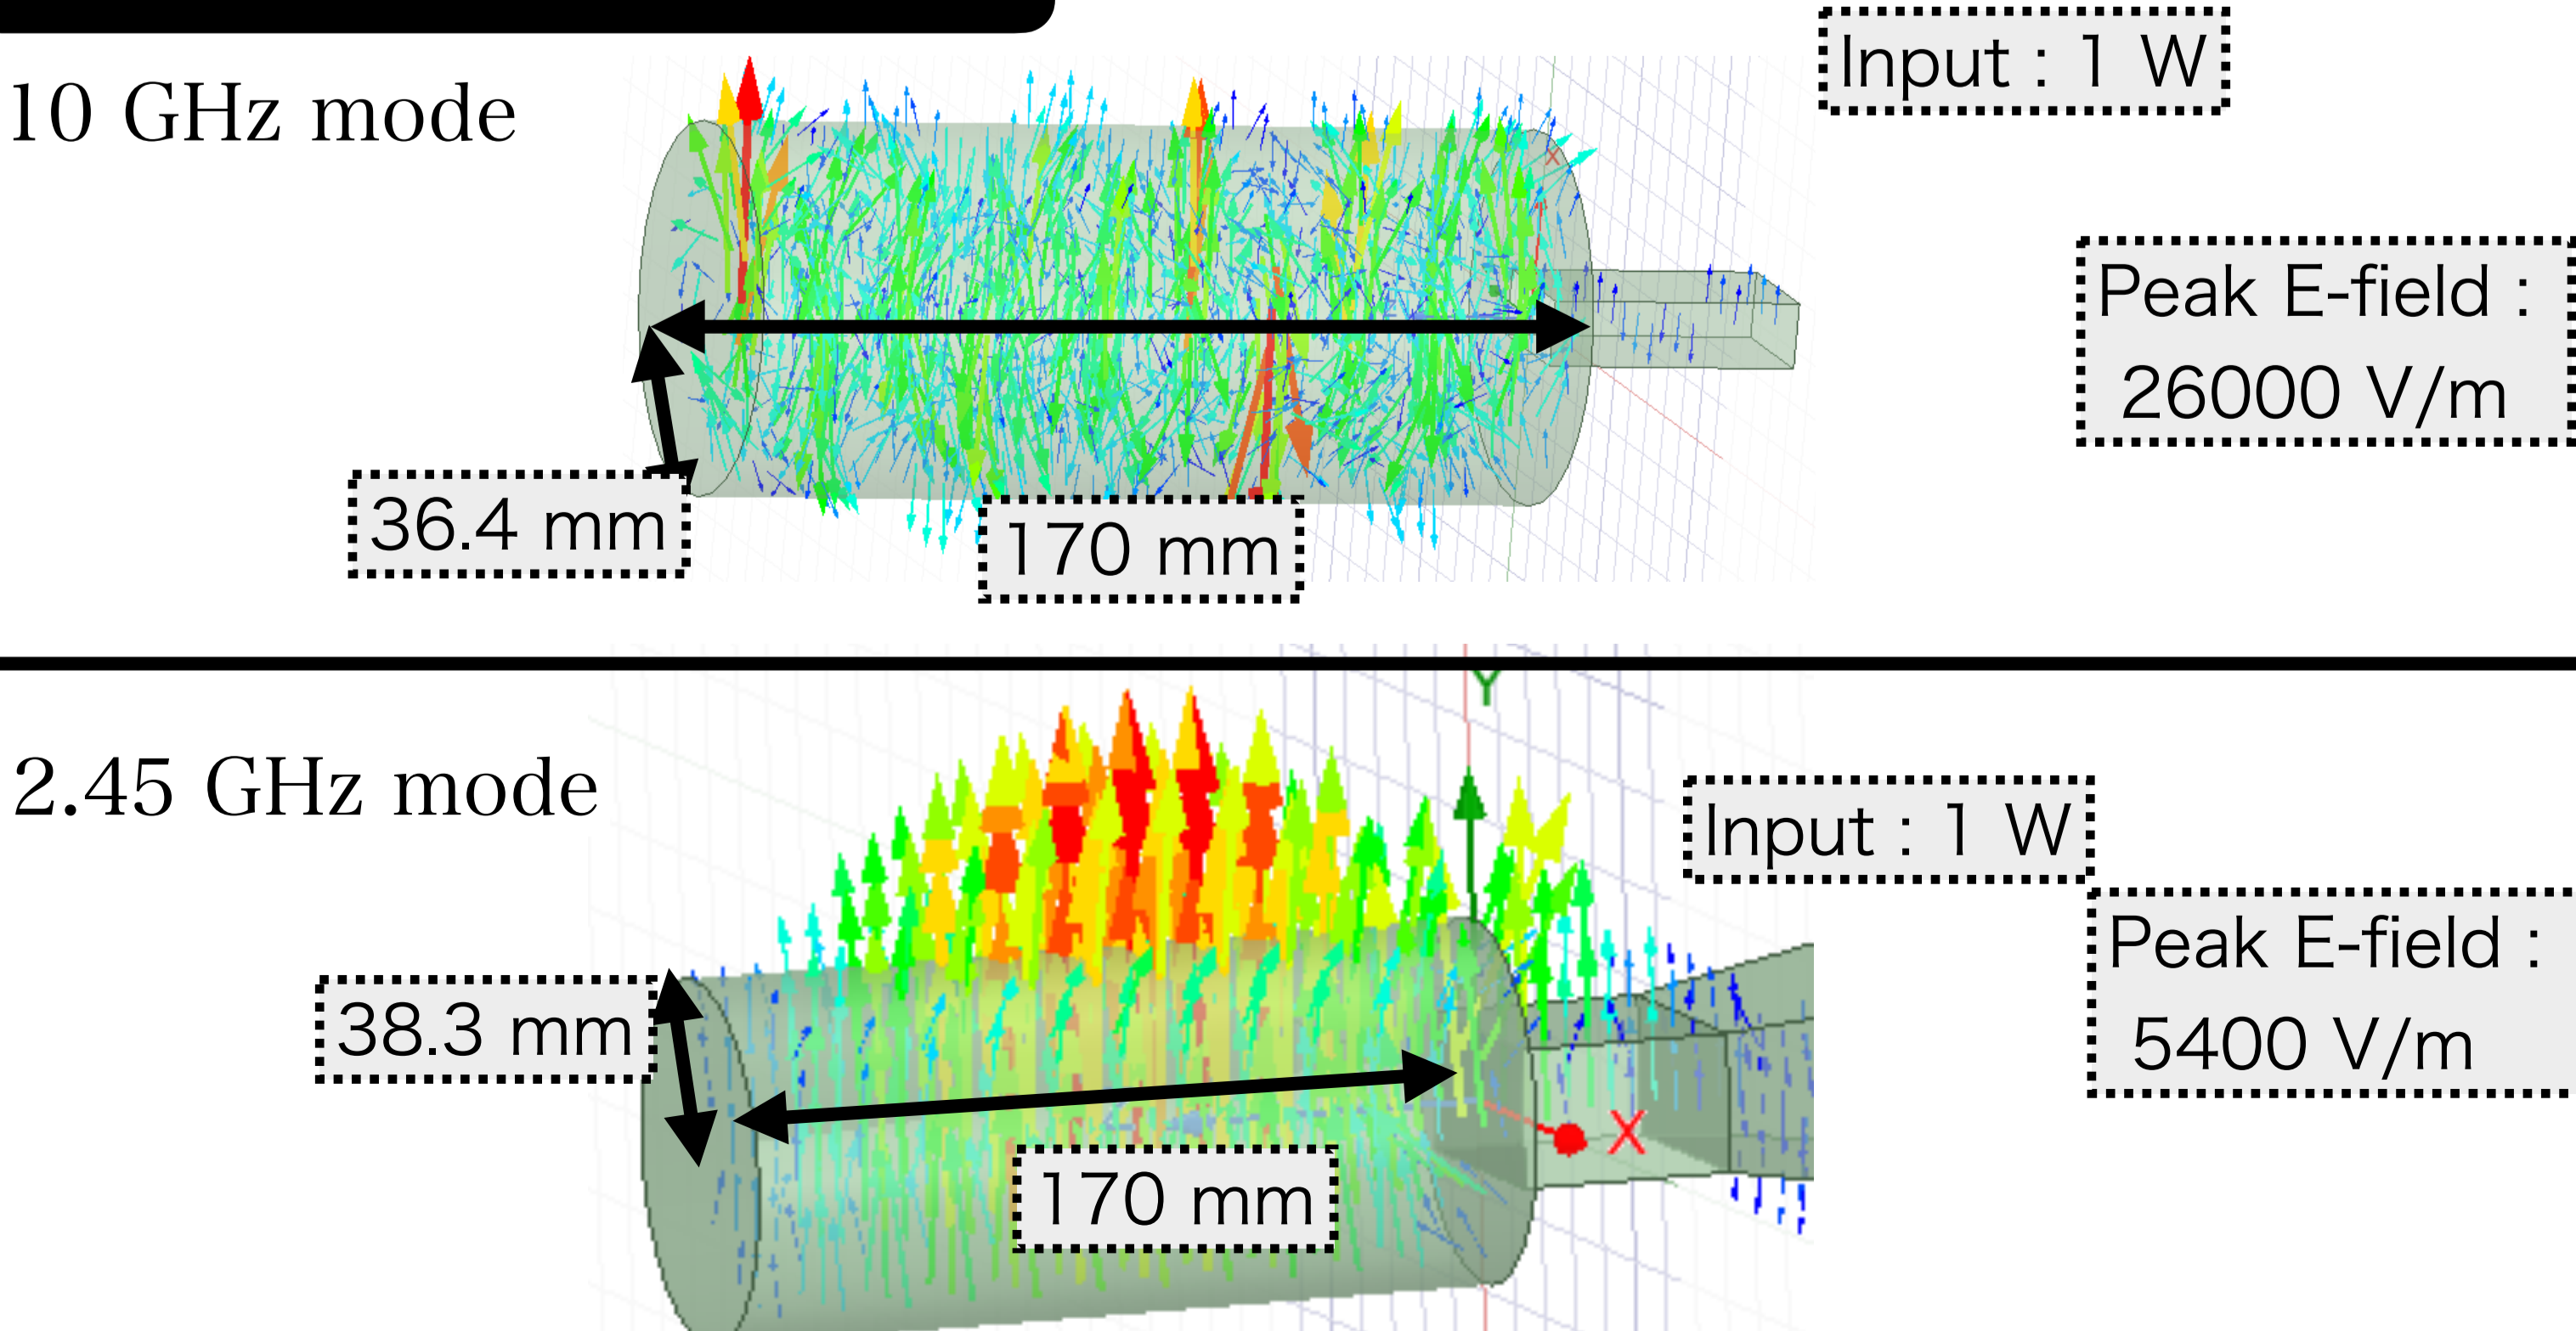 10 GHz mode
Input : 1 W
X
Peak E-field :
26000 V/m
36.4 mm
170 mm
2.45 GHz mode
Y
Input : 1 W
38.3 mm
Peak E-field :
5400 V/m
X
170 mm